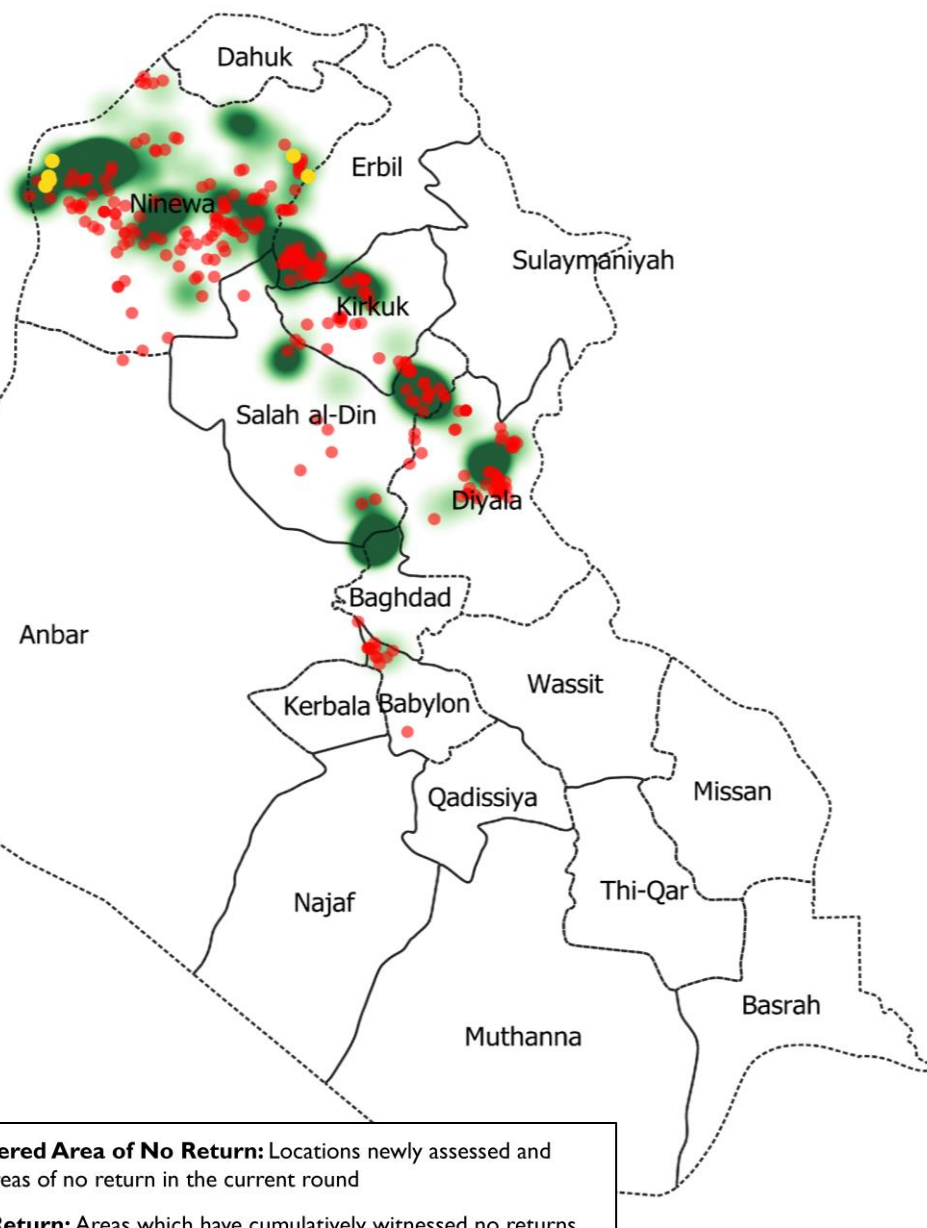 Dahuk
Erbil
Ninewa
Sulaymaniyah
Kirkuk
Salah al-Din
Diyala
Baghdad
Anbar
Wassit
Kerbala
Babylon
Missan
Qadissiya
Thi-Qar
Najaf
Basrah
Muthanna
ered Area of No Return: Locations newly assessed and
reas of no return in the current round
Return: Areas which have cumulatively witnessed no returns